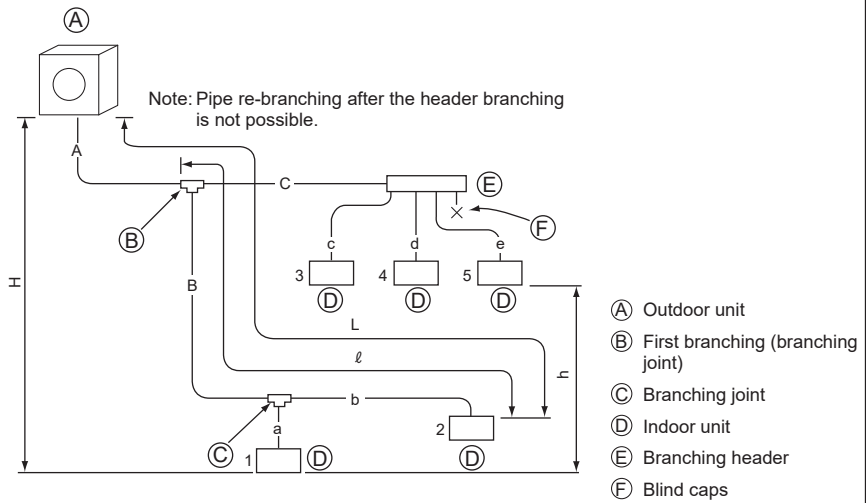 A
Note: Pipe re-branching after the header branching
is not possible.
A
C
E
B
F
c
d
e
3
4
5
D
D
D
H
B
L
ℓ
h
b
a
2
C
1
D
D
A Outdoor unit
B First branching (branching
joint)
C Branching joint
D Indoor unit
E Branching header
F Blind caps